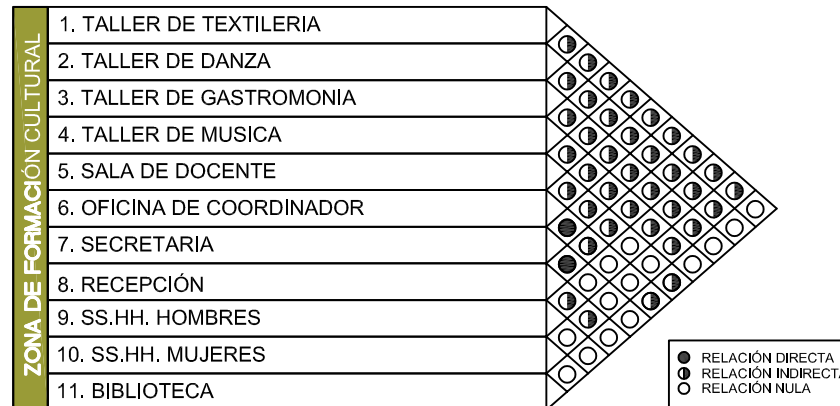 ZONA DE FORMACIÓN CULTURAL
1. TALLER DE TEXTILERIA
2. TALLER DE DANZA
3. TALLER DE GASTROMONIA
4. TALLER DE MUSICA
5. SALA DE DOCENTE
6. OFICINA DE COORDINADOR
7. SECRETARIA
8. RECEPCIÓN
9. SS.HH. HOMBRES
10. SS.HH. MUJERES
11. BIBLIOTECA
RELACIÓN DIRECTA
RELACIÓN INDIRECTA
RELACIÓN NULA